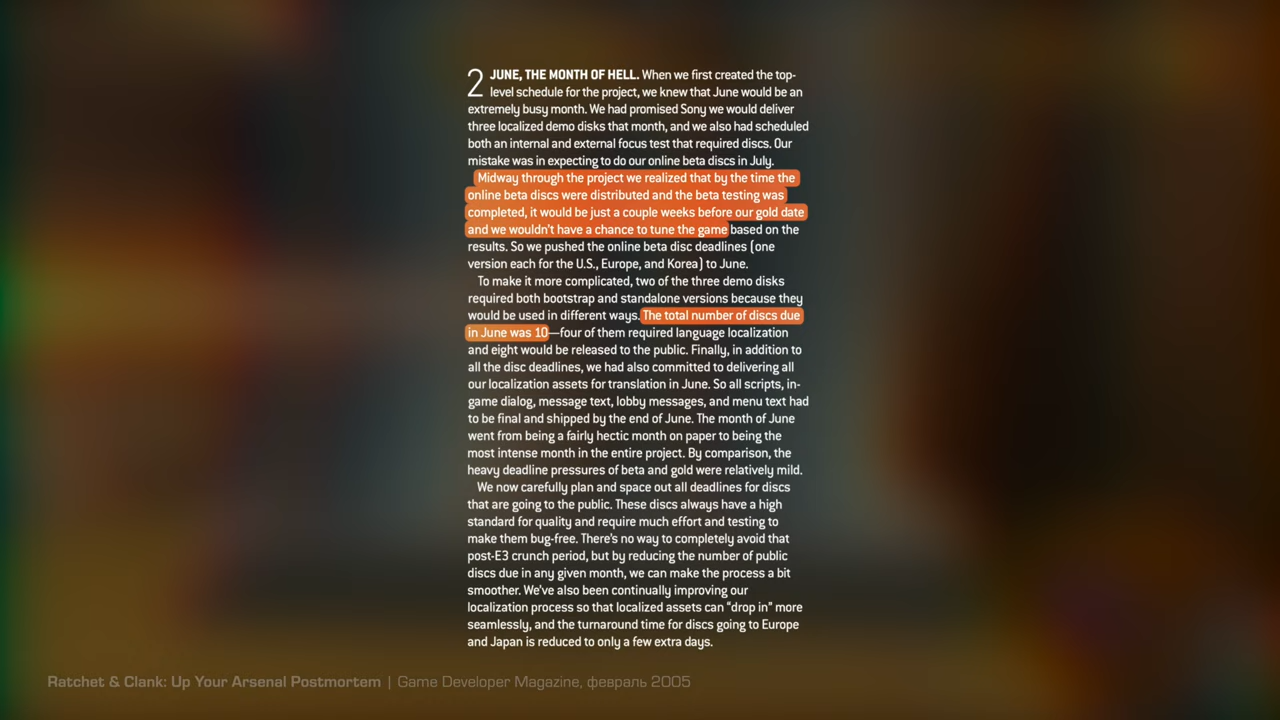 2 JUNE, THE MONTH OF HELL. When we first created the top-
level schedule for the project, we knew that June would be an
extremely busy month. We had promised Sony we would deliver
three localized demo disks that month, and we also had scheduled
both an internal and external focus test that required discs. Our
mistake was in expecting to do our online beta discs in July.
Midway through the project we realized that by the time the
online beta discs were distributed and the beta testing was
completed, it would be just a couple weeks before our gold date
and we wouldn't have a chance to tune the game based on the
results. So we pushed the online beta disc deadlines (one
version each for the U.S., Europe, and Korea) to June.
To make it more complicated, two of the three demo disks
required both bootstrap and standalone versions because they
would be used in different ways. The total number of discs due
in June was 10—four of them required language localization
and eight would be released to the public. Finally, in addition to
all the disc deadlines, we had also committed to delivering all
our localization assets for translation in June. So all scripts, in-
game dialog, message text, lobby messages, and menu text had
to be final and shipped by the end of June. The month of June
went from being a fairly hectic month on paper to being the
most intense month in the entire project. By comparison, the
heavy deadline pressures of beta and gold were relatively mild.
We now carefully plan and space out all deadlines for discs
that are going to the public. These discs always have a high
standard for quality and require much effort and testing to
make them bug-free. There's no way to completely avoid that
post-E3 crunch period, but by reducing the number of public
discs due in any given month, we can make the process a bit
smoother. We've also been continually improving our
localization process so that localized assets can "drop in" more
seamlessly, and the turnaround time for discs going to Europe
and Japan is reduced to only a few extra days.
Ratchet & Clank: Up Your Arsenal Postmortem | Game Developer Magazine, февраль 2005